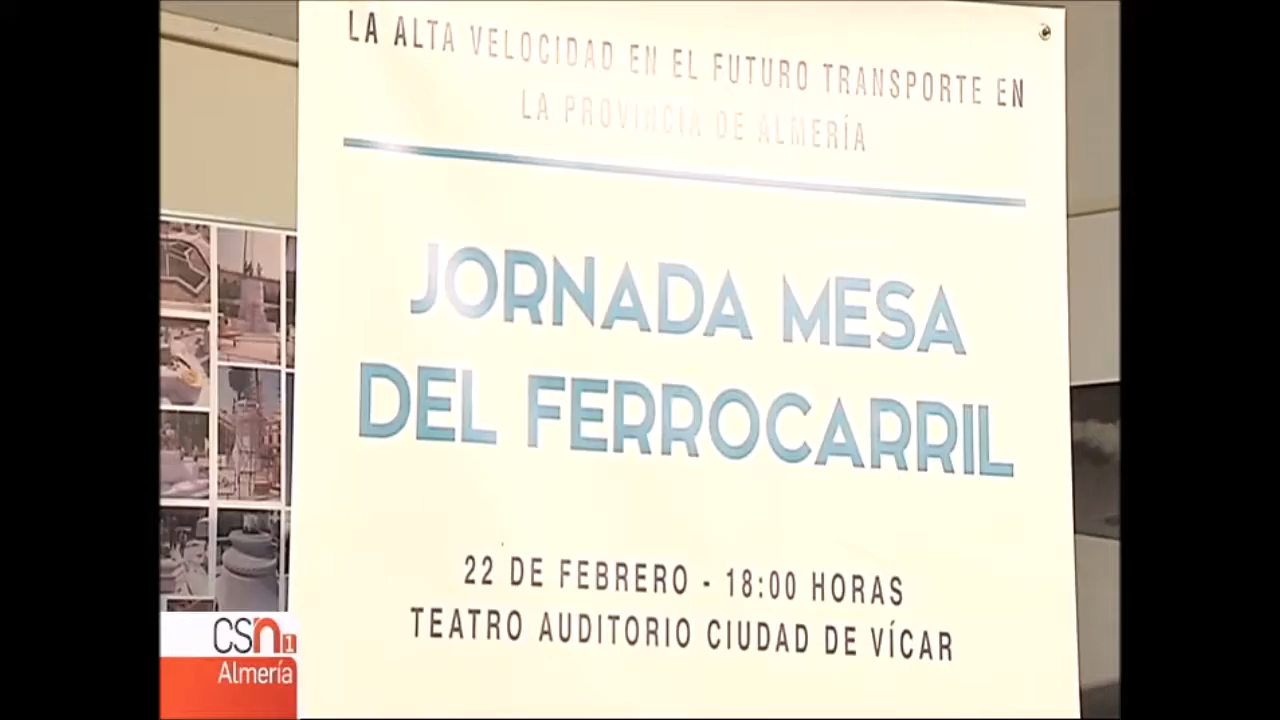 LA ALTA VELOCIDAD EN EL FUTURO TRANSPORTE EN
LA PROVINCIA DE ALMERÍA
JORNADA MESA
DEL FERROCARRIL
22 DE FEBRERO - 18:00 HORAS
TEATRO AUDITORIO CIUDAD DE VÍCAR
CSn1
Almería